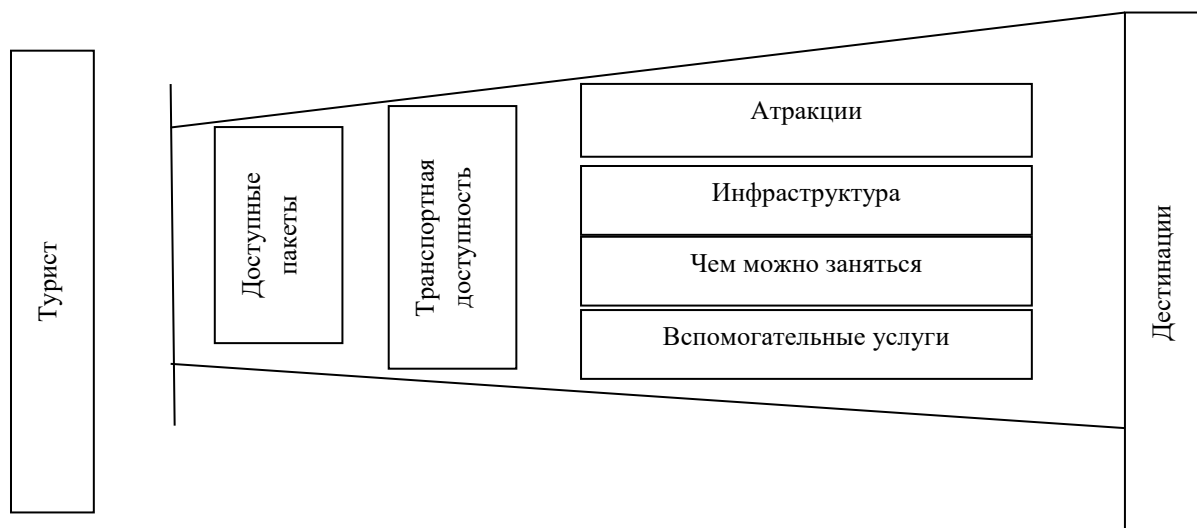 Турист
Доступные
пакеты
Транспортная
доступность
Атракции
Инфраструктура
Чем можно заняться
Вспомогательные услуги
Дестинации